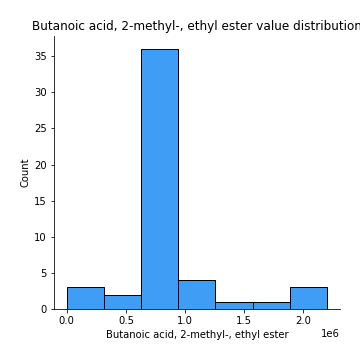 Butanoic acid, 2-methyl-, ethyl ester value distribution
35
30
25
20
15
10
5
0
Count
0.0 0.5 1.0 1.5 2.0
1e6
Butanoic acid, 2-methyl-, ethyl ester